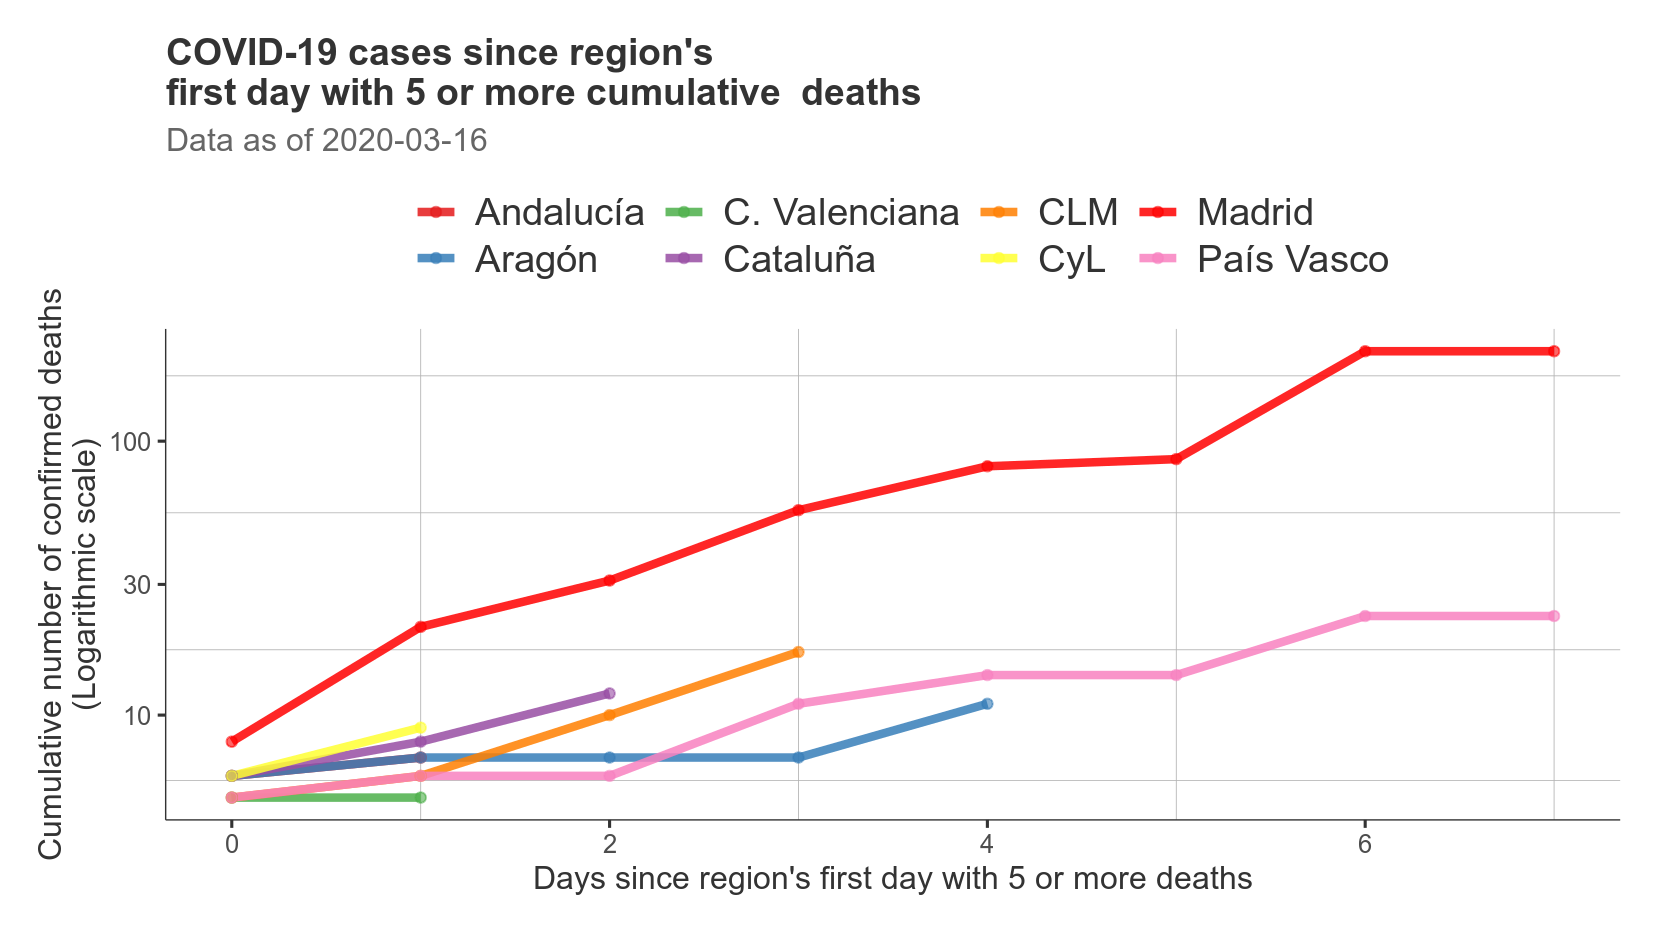 COVID-19 cases since region's
first day with 5 or more cumulative  deaths
Data as of 2020-03-16
Andalucía C. Valenciana CLM Madrid
Aragón Cataluña CyL País Vasco
Cumulative number of confirmed deaths
(Logarithmic scale)
100
30
10
0 2 4 6
Days since region's first day with 5 or more deaths